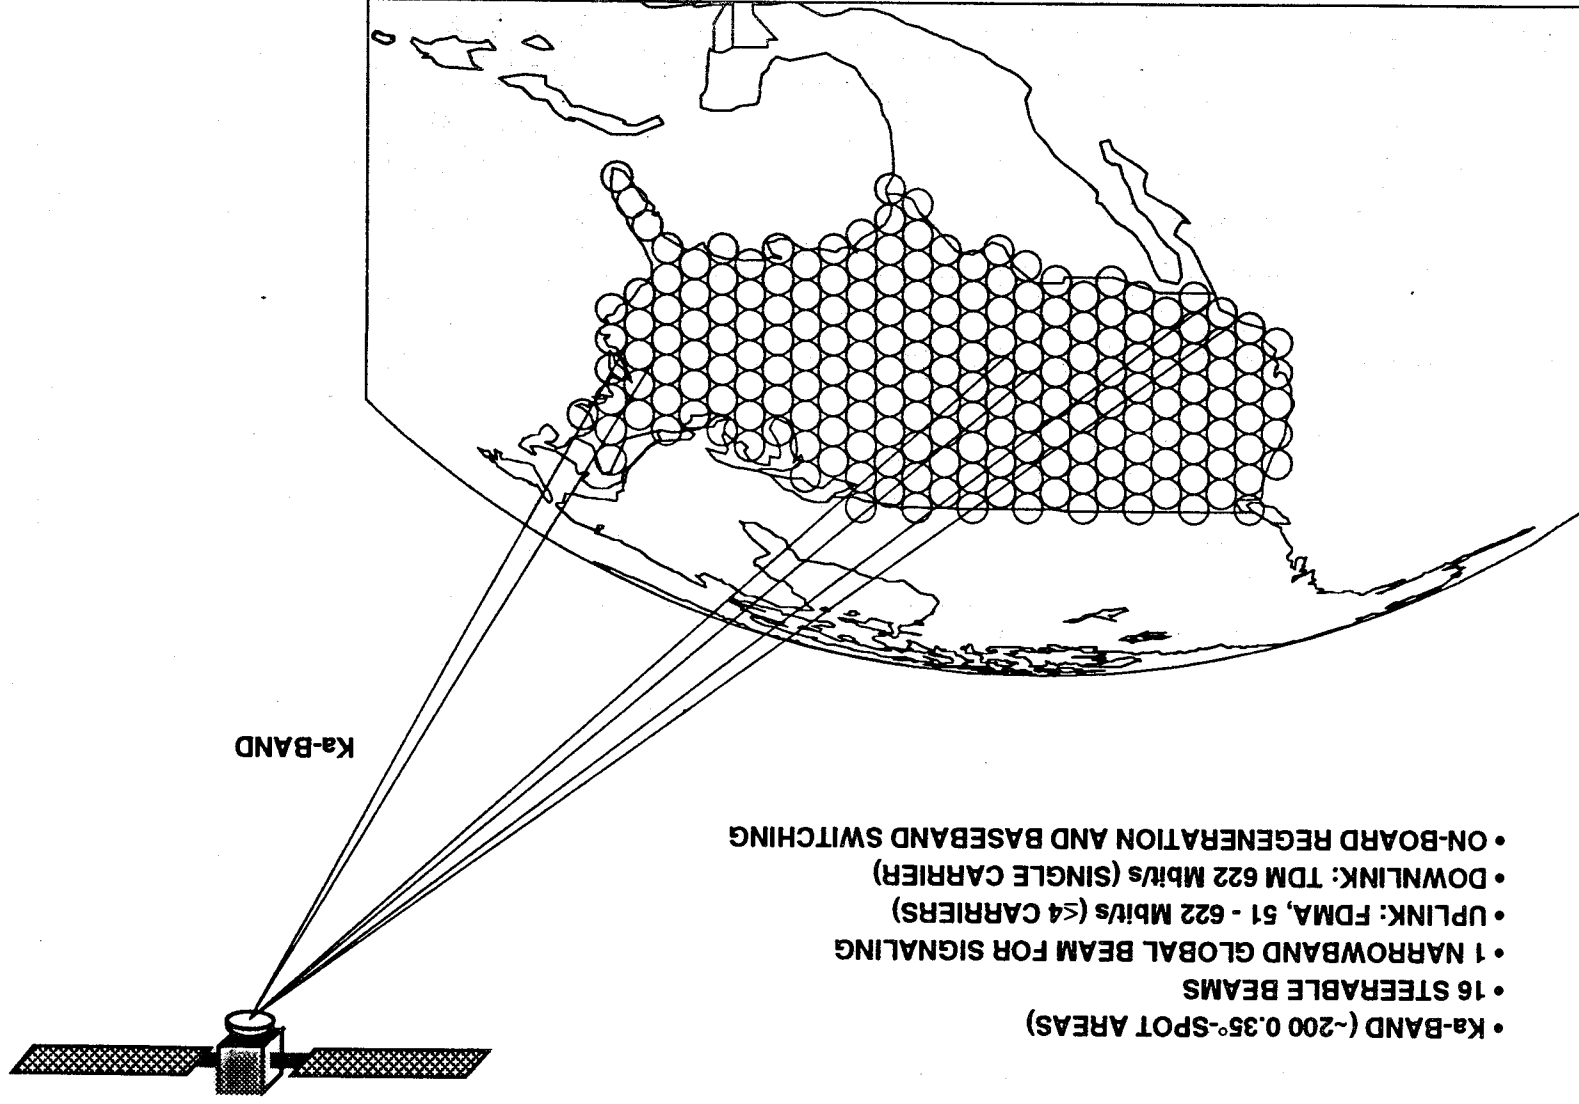 • Ka-BAND (~200 0.35°-SPOT AREAS)
• 16 STEERABLE BEAMS
• 1 NARROWBAND GLOBAL BEAM FOR SIGNALING
• UPLINK: FDMA, 51 - 622 Mbit/s (≤4 CARRIERS)
• DOWNLINK: TDM 622 Mbit/s (SINGLE CARRIER)
• ON-BOARD REGENERATION AND BASEBAND SWITCHING
Ka-BAND